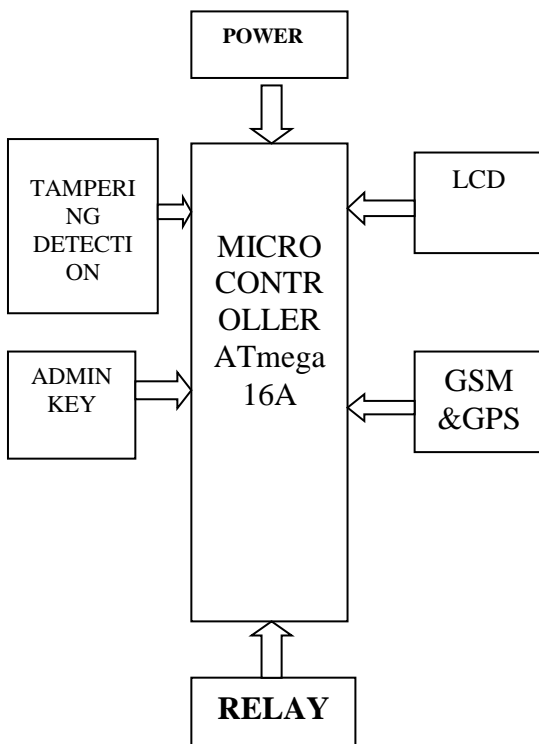 POWER
TAMPERI
NG
DETECTI
ON
LCD
MICRO
CONTR
OLLER
ATmega
16A
ADMIN
KEY
GSM
&GPS
RELAY